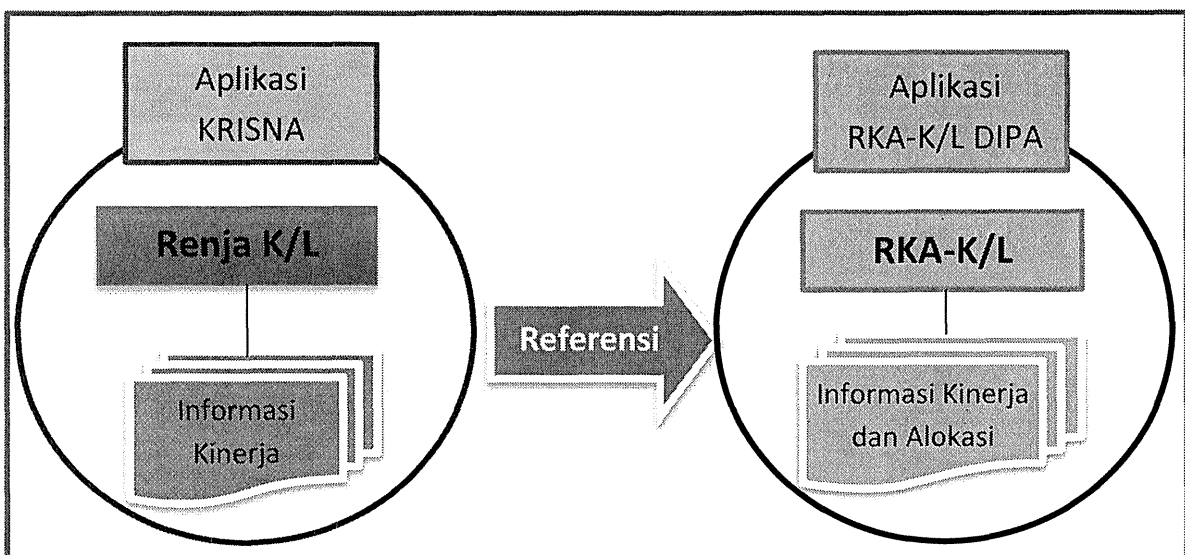 Aplikasi
KRISNA
Renja K/L
Informasi
Kinerja
Referensi
Aplikasi
RKA-K/L DIPA
RKA-K/L
Informasi Kinerja
dan Alokasi